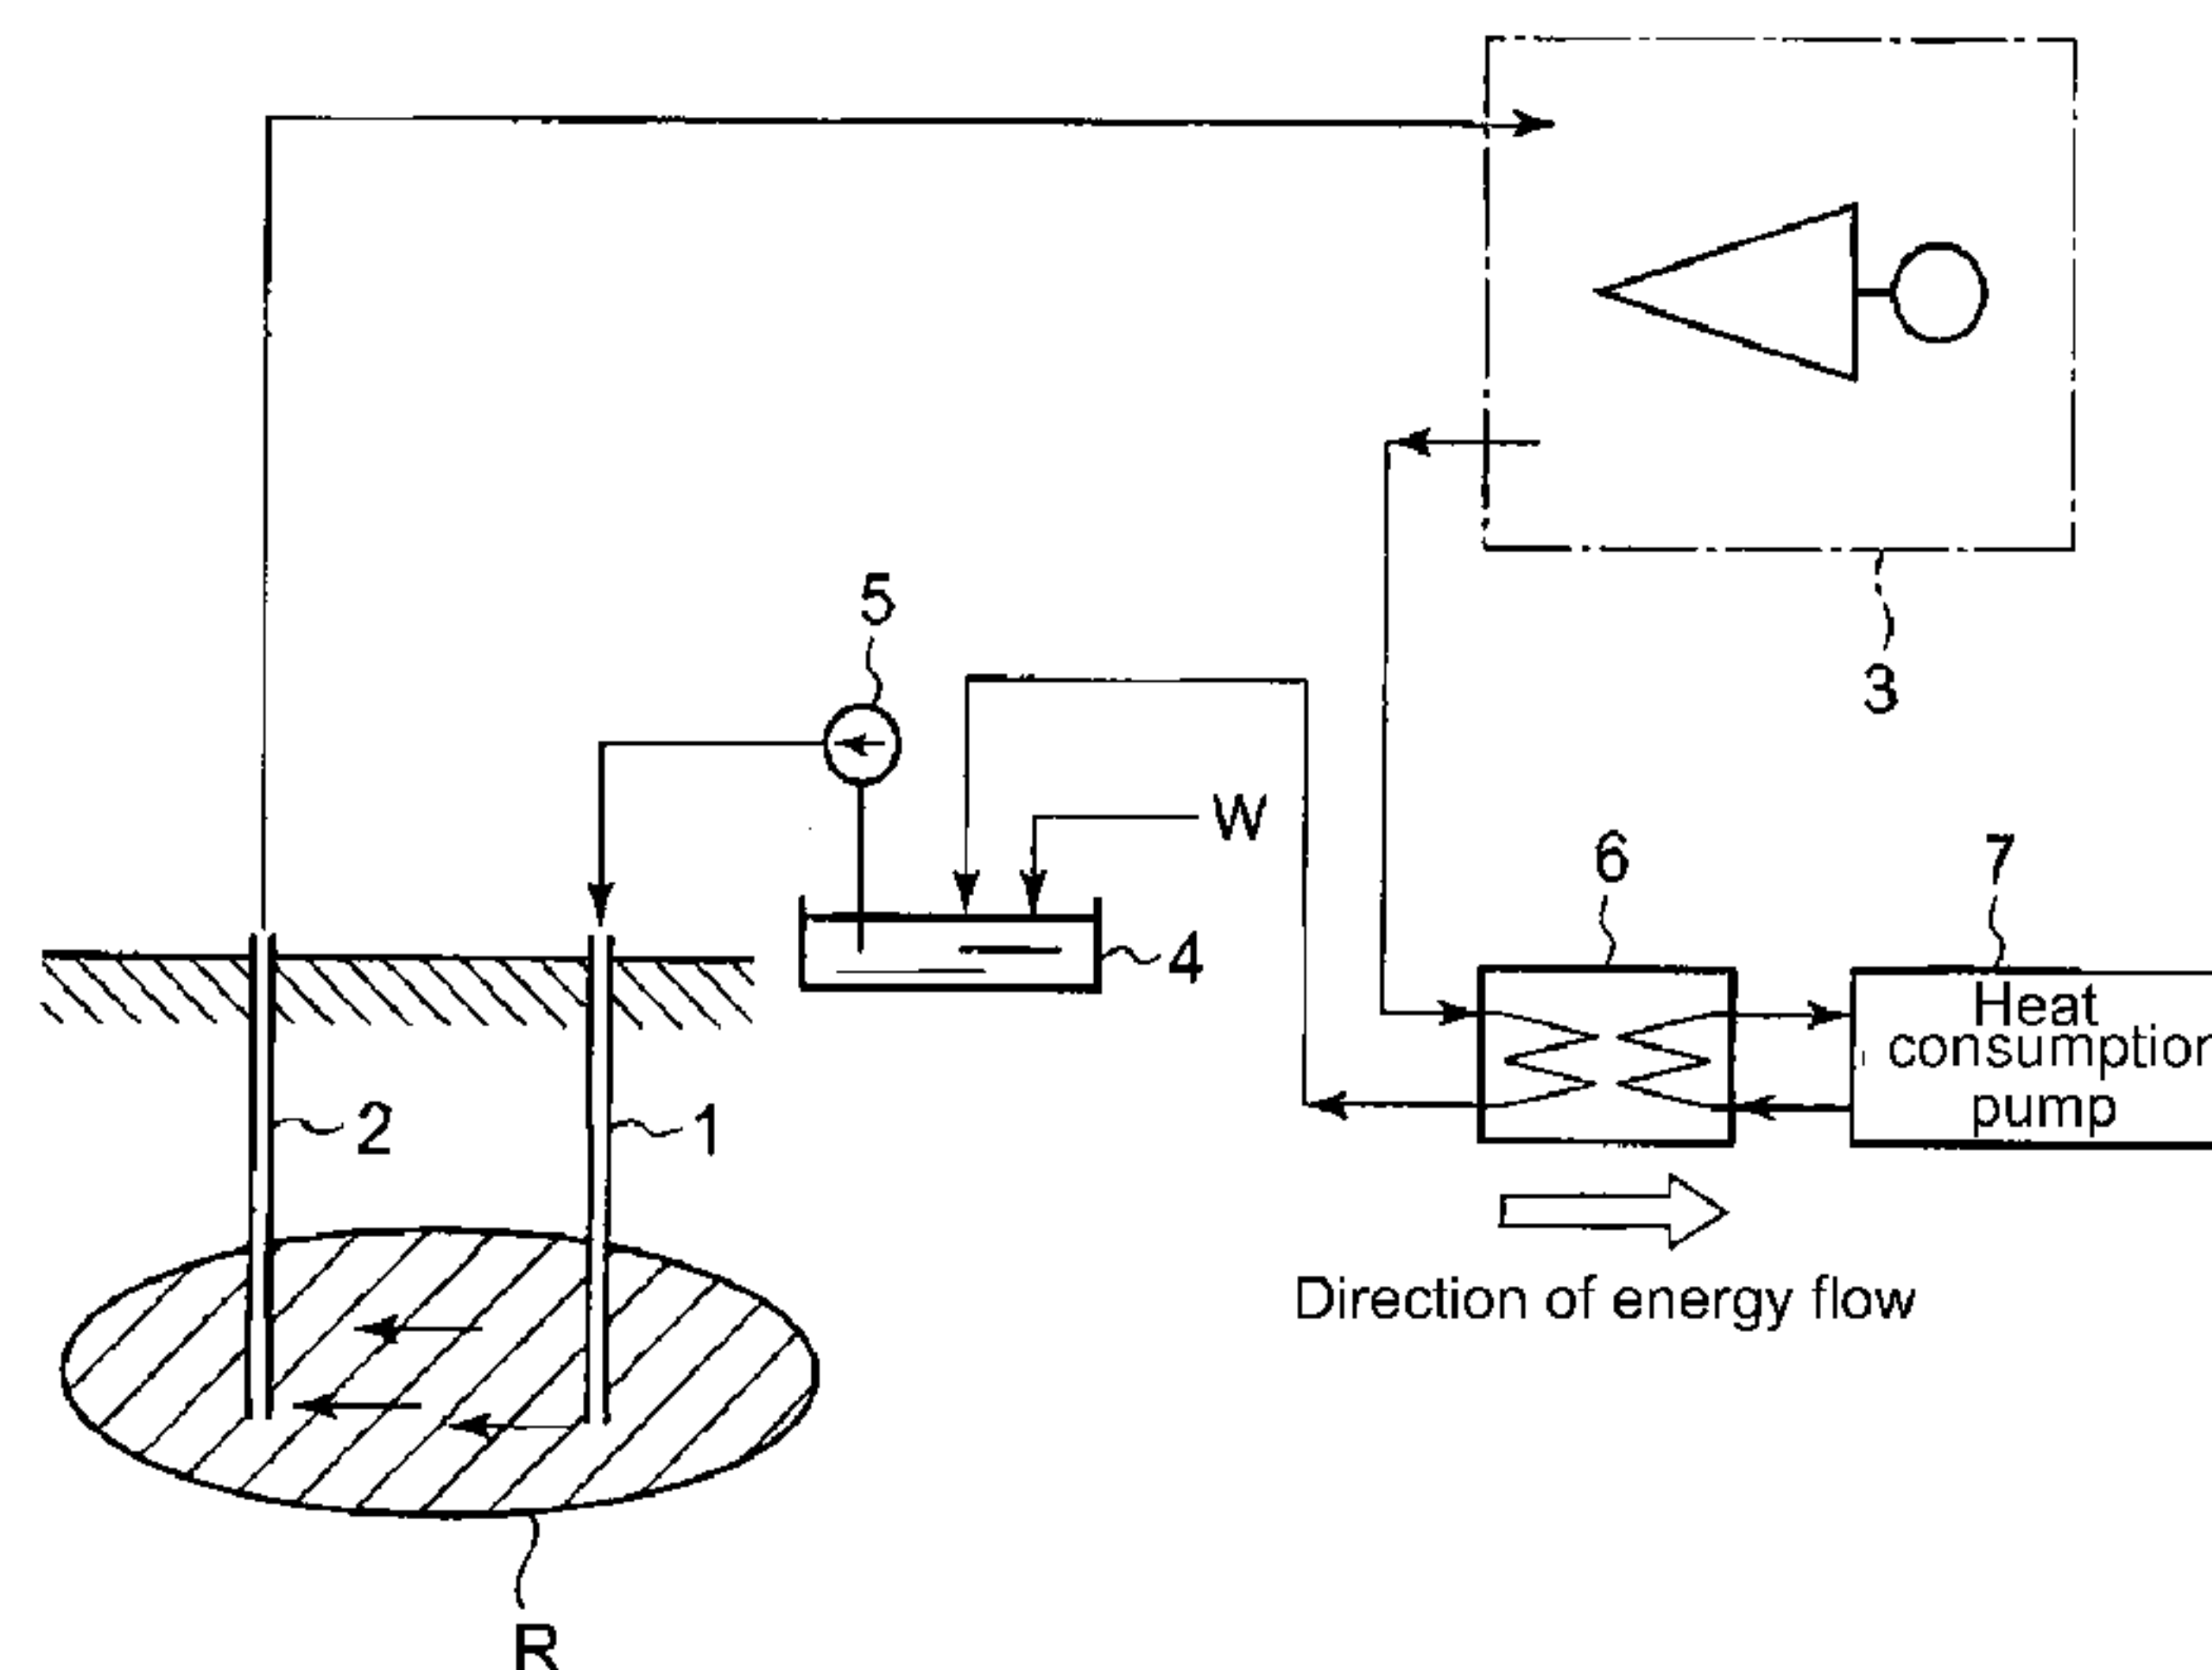 5
3
W
6
7
4
Heat
consumption
pump
2
1
Direction of energy flow
R